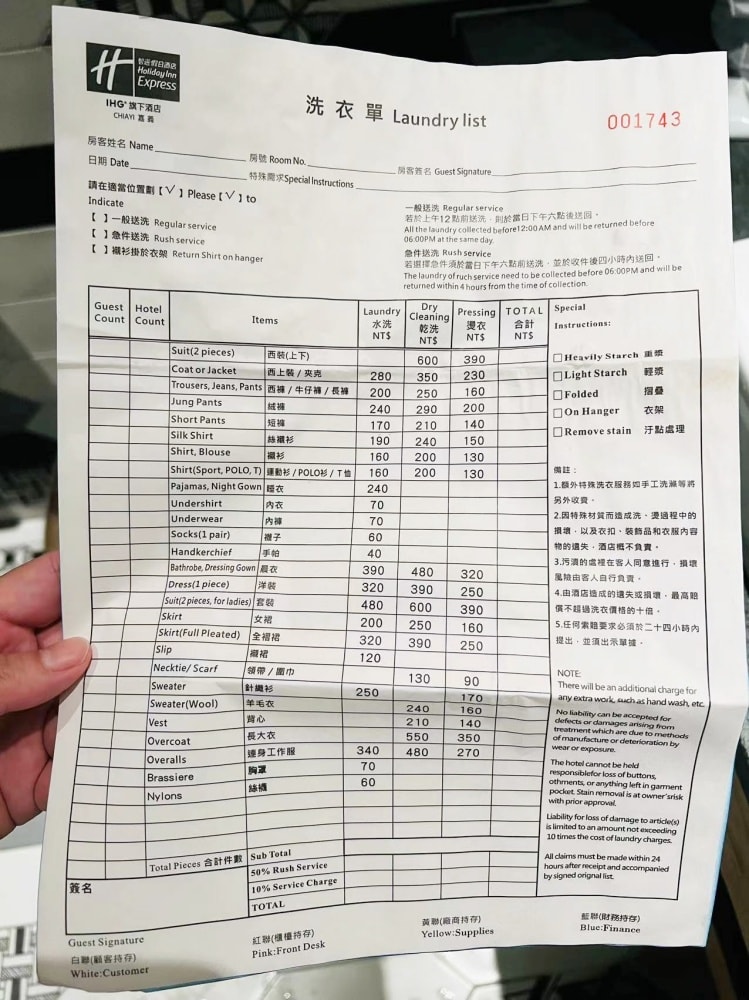 智選假日酒店
Holiday Inn
Express
IHG® 旗下酒店
CHIAYI 嘉義
洗衣單 Laundry list
001743
房客姓名 Name
房號 Room No.
房客簽名 Guest Signature
日期 Date
特殊需求Special Instructions
請在適當位置劃【√】Please【√】to
Indicate
【 】一般送洗 Regular service
【 】急件送洗 Rush service
【 】襯衫掛於衣架 Return Shirt on hanger
一般送洗 Regular service
若於上午12點前送洗，則於當日下午六點後送回。
All the laundry collected before12:00AM and will be returned before
06:00PM at the same day.
急件送洗 Rush service
若選擇急件須於當日下午六點前送洗，並於收件後四小時內送回。
The laundry of ruch service need to be collected before 06:00PM and will be
returned within 4 hours from the time of collection.
Guest Count Hotel Count Items Laundry 水洗 NT$ Dry Cleaning 乾洗 NT$ Pressing 燙衣 NT$ TOTAL 合計 NT$
Suit(2 pieces) 西裝(上下) 600 390
Coat or Jacket 西上裝/夾克 280 350 230
Trousers, Jeans, Pants 西褲/牛仔褲/長褲 200 250 160
Jung Pants 絨褲 240 290 200
Short Pants 短褲 170 210 140
Silk Shirt 絲襯衫 190 240 150
Shirt, Blouse 襯衫 160 200 130
Shirt(Sport, POLO, T) 運動衫/POLO衫/T恤 160 200 130
Pajamas, Night Gown 睡衣 240
Undershirt 內衣 70
Underwear 內褲 70
Socks(1 pair) 襪子 60
Handkerchief 手帕 40
Bathrobe, Dressing Gown 晨衣 390 480 320
Dress(1 piece) 洋裝 320 390 250
Suit(2 pieces, for ladies) 套裝 480 600 390
Skirt 女裙 200 250 160
Skirt(Full Pleated) 全褶裙 320 390 250
Slip 襯裙 120
Necktie/ Scarf 領帶/圍巾 130 90
Sweater 針織衫 250 170
Sweater(Wool) 羊毛衣 240 160
Vest 背心 210 140
Overcoat 長大衣 550 350
Overalls 連身工作服 340 480 270
Brassiere 胸罩 70
Nylons 絲襪 60
Total Pieces 合計件數
Sub Total
50% Rush Service
10% Service Charge
TOTAL
簽名
Special
Instructions:
Heavily Starch 重漿
Light Starch 輕漿
Folded 摺疊
On Hanger 衣架
Remove stain 汙點處理
備註：
1.額外特殊洗衣服務如手工洗滌等將
另外收費。
2.因特殊材質而造成洗、燙過程中的
損壞，以及衣扣、裝飾品和衣服內容
物的遺失，酒店概不負責。
3.污漬的處裡在客人同意進行，損壞
風險由客人自行負責。
4.由酒店造成的遺失或損壞，最高賠
償不超過洗衣價格的十倍。
5.任何索賠要求必須於二十四小時內
提出，並須出示單據。
NOTE:
There will be an additional charge for
any extra work, such as hand wash, etc.
No liability can be accepted for
defects or damages arising from
treatment which are due to methods
of manufacture or deterioration by
wear or exposure.
The hotel cannot be held
responsiblefor loss of buttons,
othments, or anything left in garment
pocket. Stain removal is at owner'srisk
with prior approval.
Liability for loss of damage to article(s)
is limited to an amount not exceeding
10 times the cost of laundry charges.
All claims must be made within 24
hours after receipt and accompanied
by signed orignal list.
Guest Signature
白聯(顧客持存)
White:Customer
紅聯(櫃檯持存)
Pink:Front Desk
黃聯(廠商持存)
Yellow:Supplies
藍聯(財務持存)
Blue:Finance